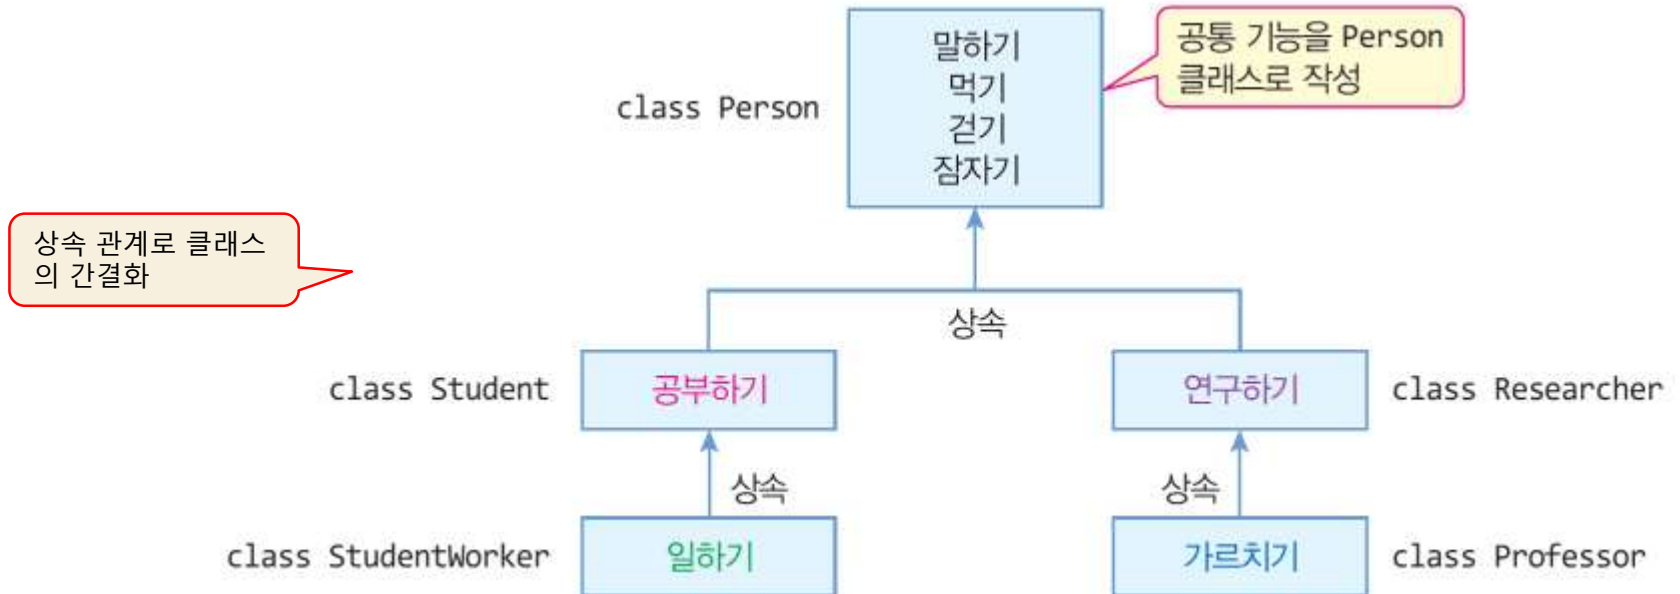 말하기
먹기
걷기
잠자기
class Person
공통 기능을 Person
클래스로 작성
상속 관계로 클래스
의 간결화
상속
class Student
공부하기
연구하기
class Researcher
상속
상속
class StudentWorker
일하기
가르치기
class Professor